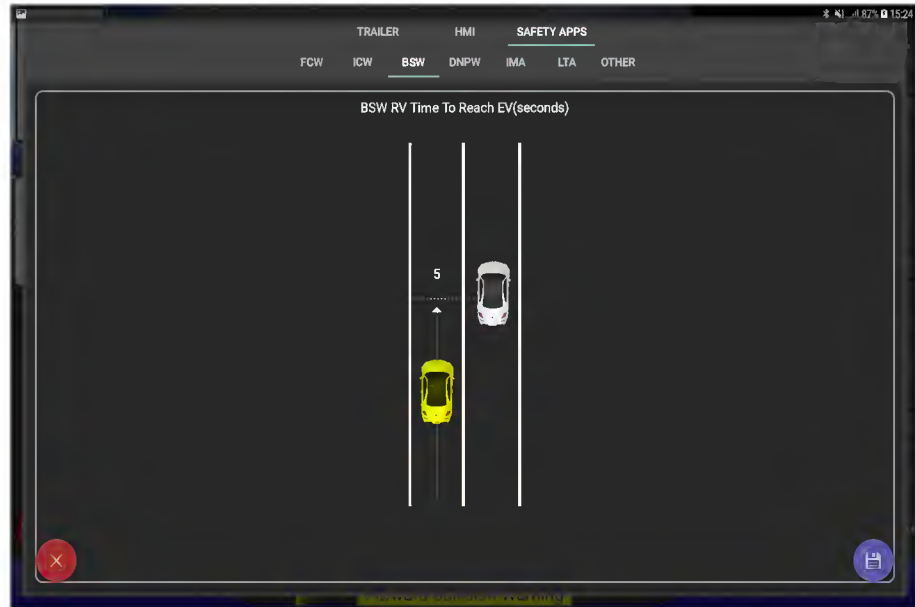 87% 15:24
TRAILER HMI SAFETY APPS
FCW ICW BSW DNPW IMA LTA OTHER
BSW RV Time To Reach EV(seconds)
5